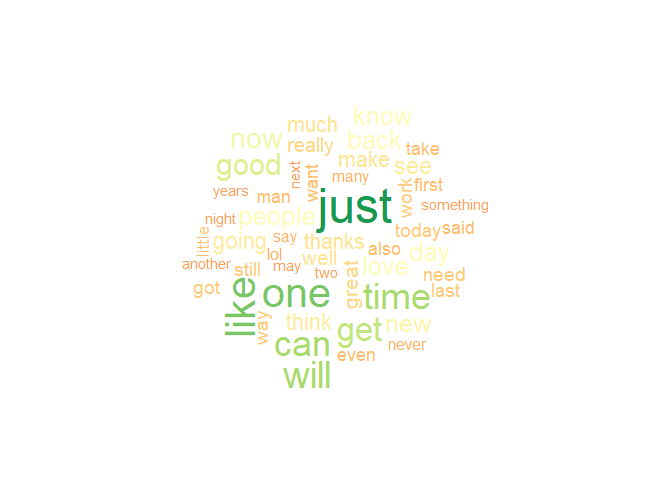 know
much
now
back
really
take
good
make
see
next
want
many
first
years
man
just
work
something
night
people
today
said
little
going
say
thanks
also
day
lol
well
another
still
may
two
great
love
need
got
like
one
time
last
way
think
get
new
can
even
never
will